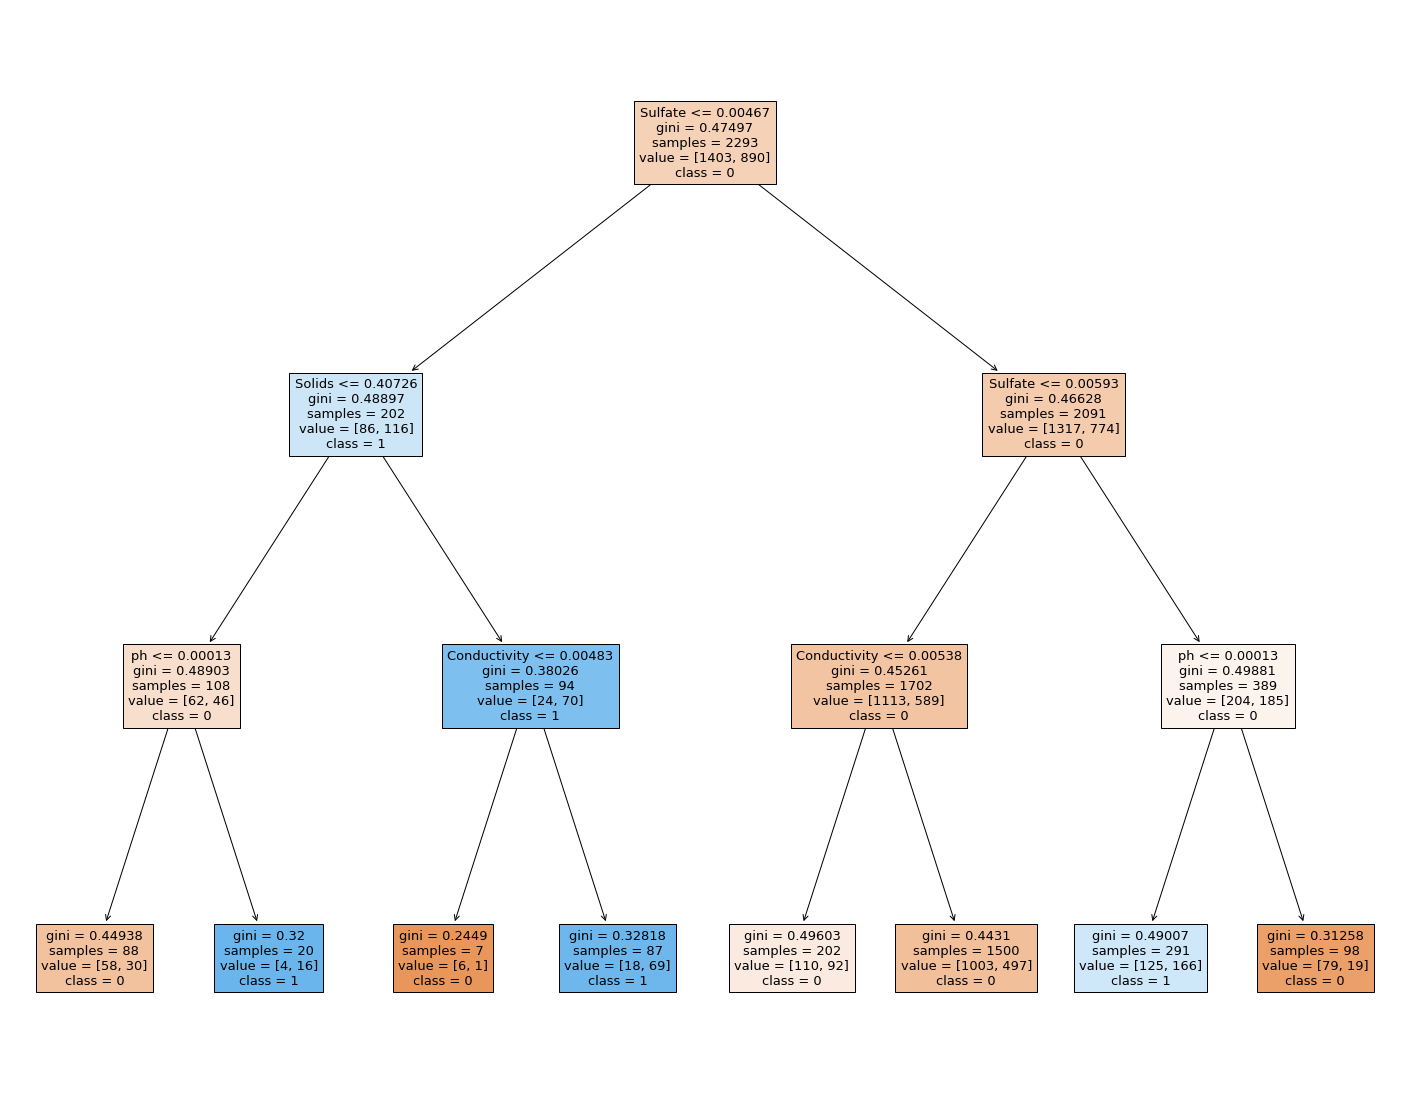 Sulfate <= 0.00467
gini = 0.47497
samples = 2293
value = [1403, 890]
class = 0
Solids <= 0.40726
gini = 0.48897
samples = 202
value = [86, 116]
class = 1
Sulfate <= 0.00593
gini = 0.46628
samples = 2091
value = [1317, 774]
class = 0
ph <= 0.00013
gini = 0.48903
samples = 108
value = [62, 46]
class = 0
Conductivity <= 0.00483
gini = 0.38026
samples = 94
value = [24, 70]
class = 1
Conductivity <= 0.00538
gini = 0.45261
samples = 1702
value = [1113, 589]
class = 0
ph <= 0.00013
gini = 0.49881
samples = 389
value = [204, 185]
class = 0
gini = 0.44938
samples = 88
value = [58, 30]
class = 0
gini = 0.32
samples = 20
value = [4, 16]
class = 1
gini = 0.2449
samples = 7
value = [6, 1]
class = 0
gini = 0.32818
samples = 87
value = [18, 69]
class = 1
gini = 0.49603
samples = 202
value = [110, 92]
class = 0
gini = 0.4431
samples = 1500
value = [1003, 497]
class = 0
gini = 0.49007
samples = 291
value = [125, 166]
class = 1
gini = 0.31258
samples = 98
value = [79, 19]
class = 0